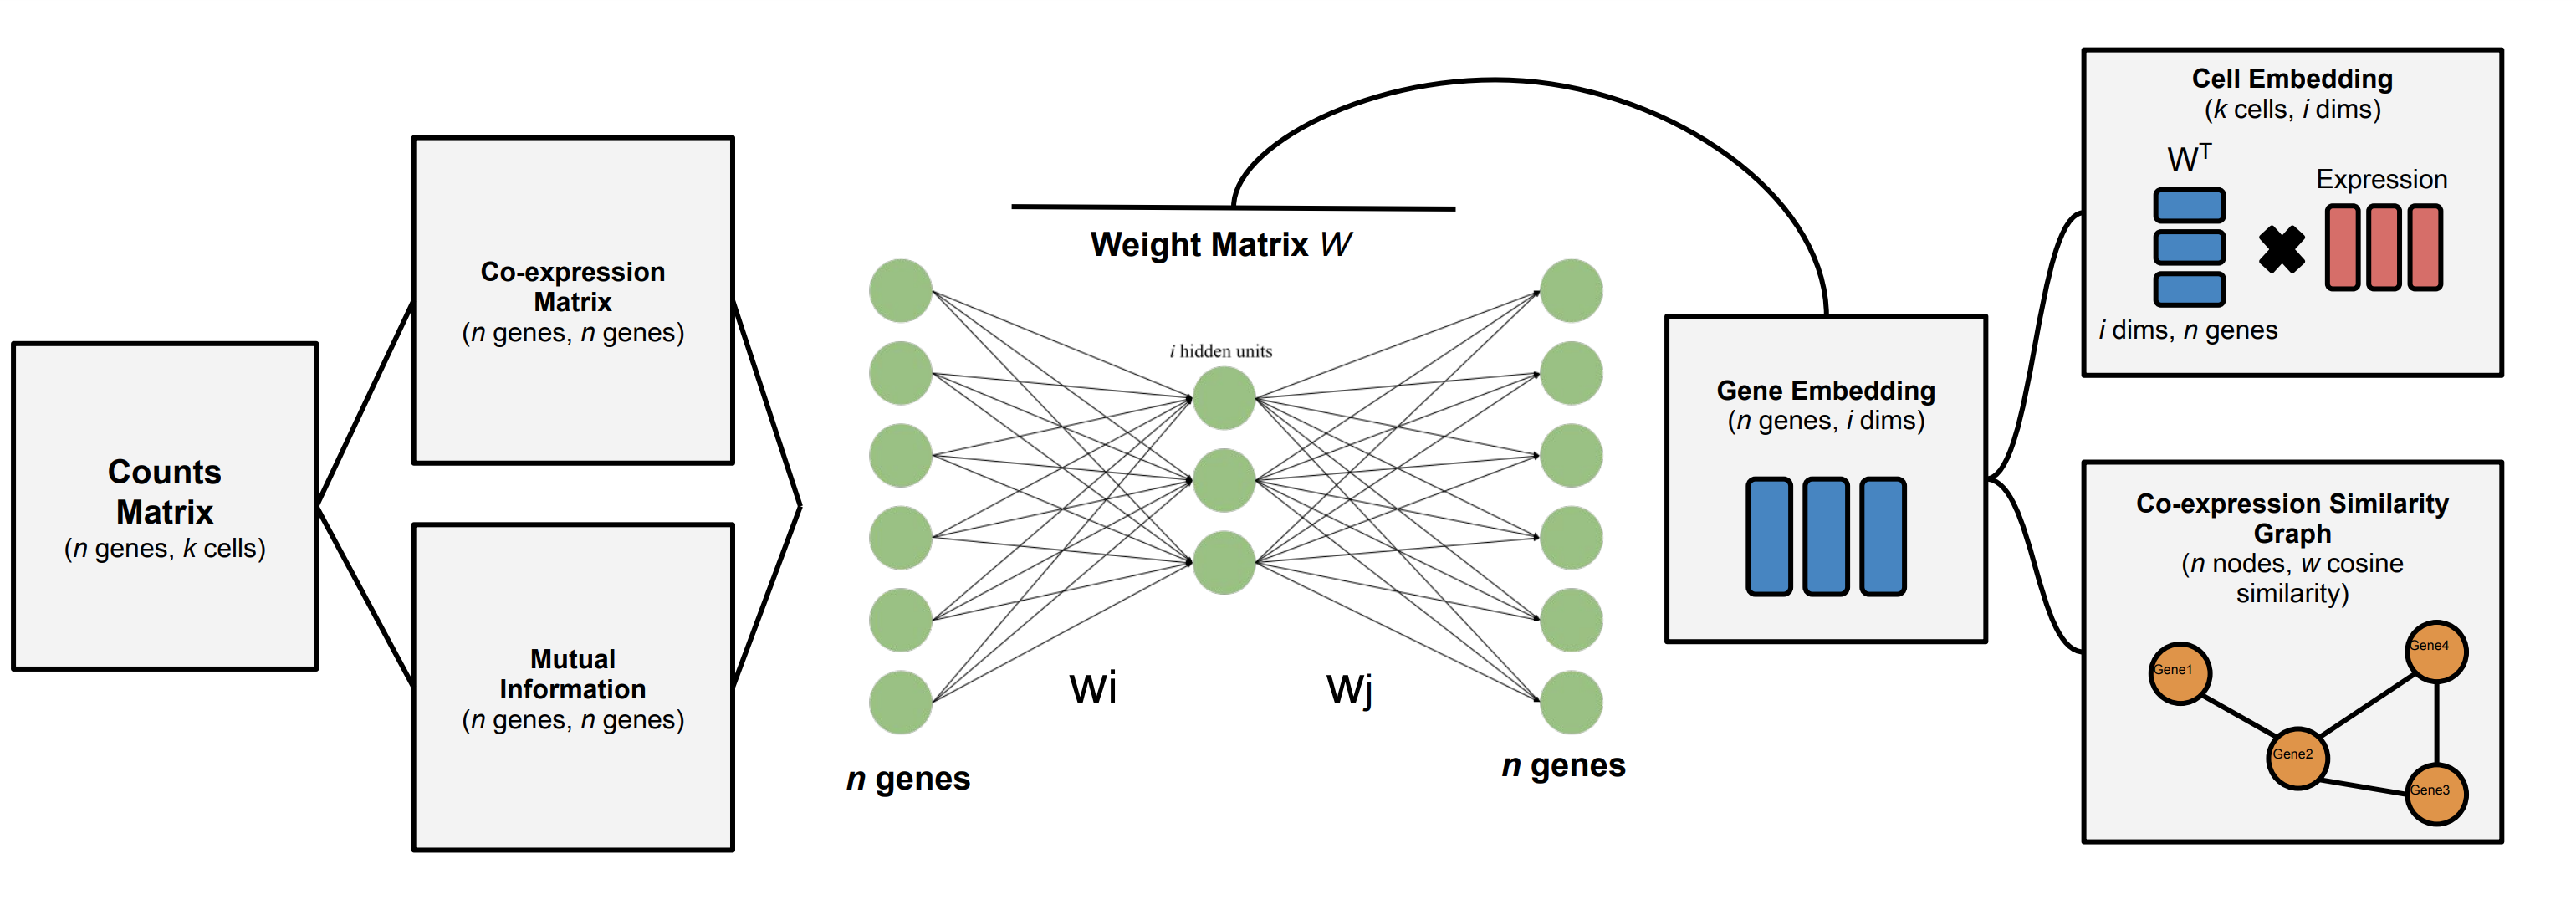 Counts
Matrix
(n genes, k cells)
Co-expression
Matrix
(n genes, n genes)
Mutual
Information
(n genes, n genes)
Weight Matrix W
i hidden units
wi
wj
n genes
n genes
Gene Embedding
(n genes, i dims)
Cell Embedding
(k cells, i dims)
W^T
Expression
i dims, n genes
Co-expression Similarity
Graph
(n nodes, w cosine
similarity)
Gene1
Gene4
Gene2
Gene3